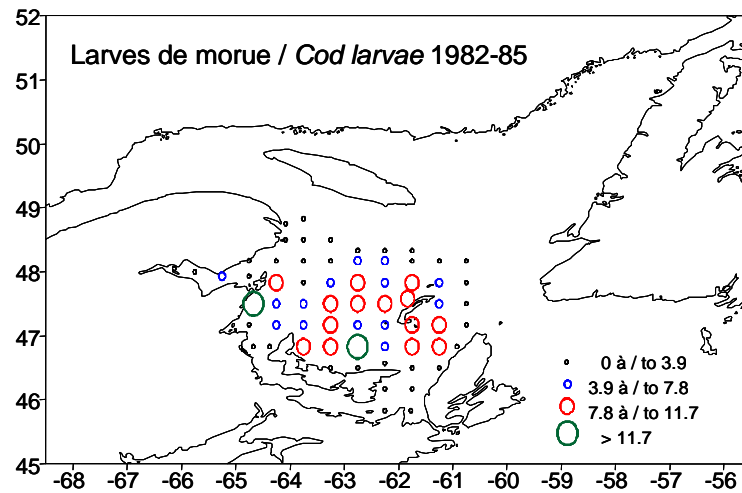 Larves de morue / Cod larvae 1982-85
52
51
50
49
48
47
46
45
0 à / to 3.9
3.9 à / to 7.8
7.8 à / to 11.7
> 11.7
-68 -67 -66 -65 -64 -63 -62 -61 -60 -59 -58 -57 -56